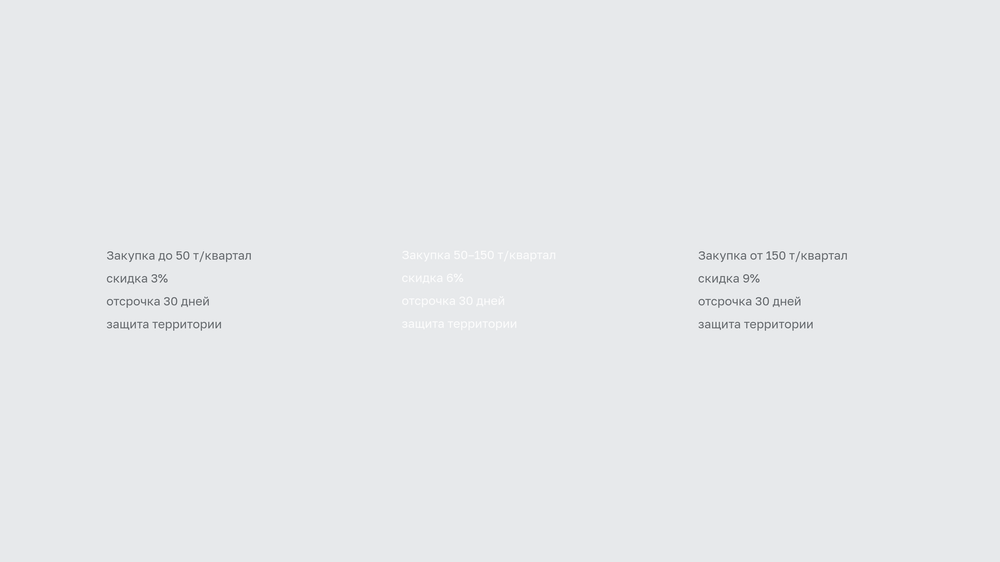 Закупка до 50 т/квартал
скидка 3%
отсрочка 30 дней
защита территории
Закупка 50–150 т/квартал
скидка 6%
отсрочка 30 дней
защита территории
Закупка от 150 т/квартал
скидка 9%
отсрочка 30 дней
защита территории